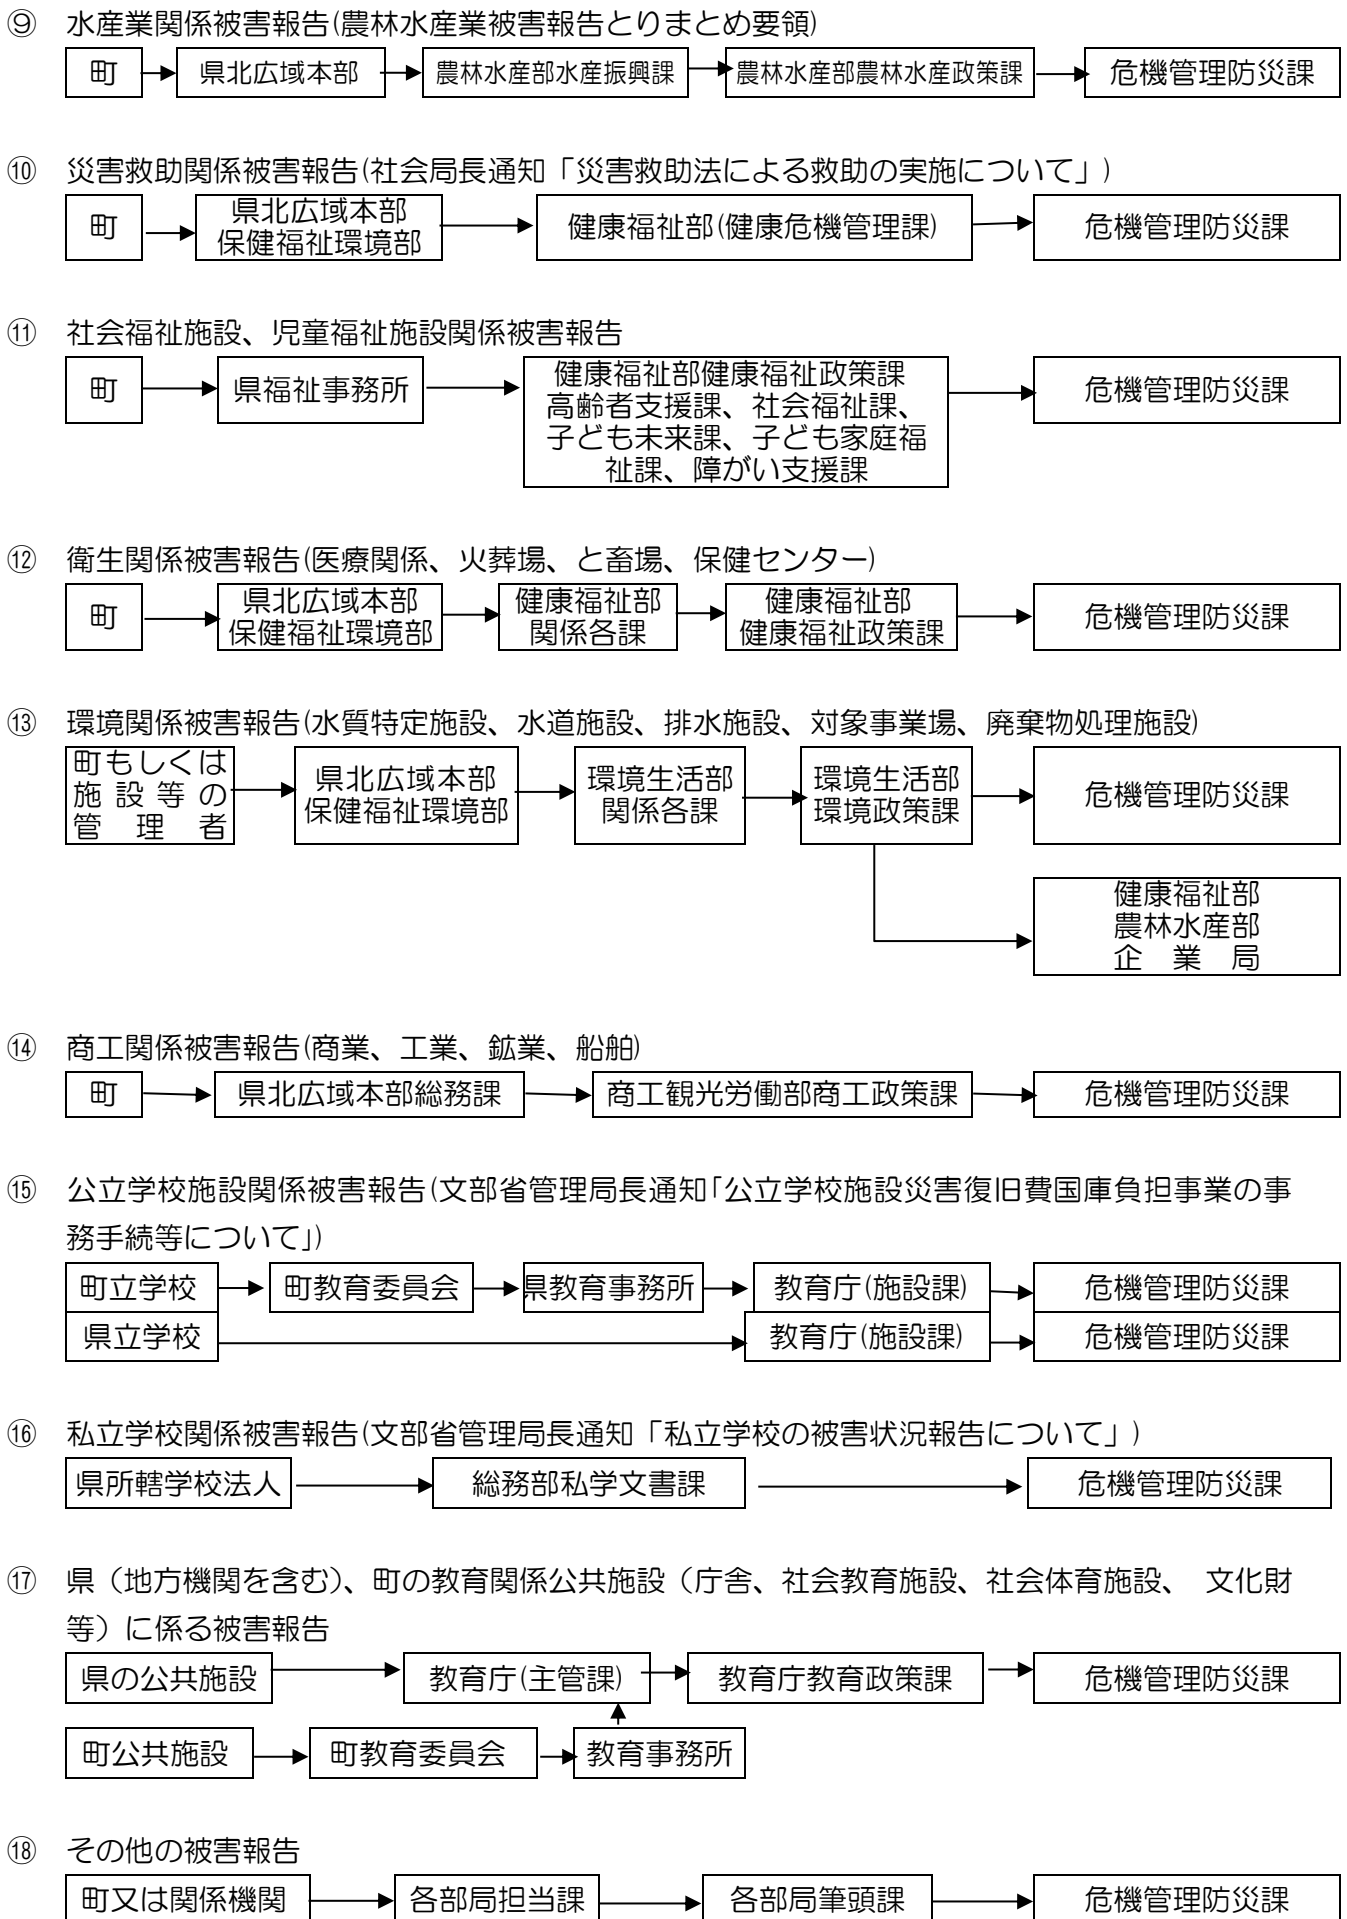 ⑨ 水産業関係被害報告(農林水産業被害報告とりまとめ要領)
町 県北広域本部 農林水産部水産振興課 農林水産部農林水産政策課 危機管理防災課
⑩ 災害救助関係被害報告(社会局長通知「災害救助法による救助の実施について」)
町
県北広域本部
保健福祉環境部
健康福祉部(健康危機管理課)
危機管理防災課
⑪ 社会福祉施設、児童福祉施設関係被害報告
町
県福祉事務所
健康福祉部健康福祉政策課
高齢者支援課、社会福祉課、
子ども未来課、子ども家庭福
祉課、障がい支援課
危機管理防災課
⑫ 衛生関係被害報告(医療関係、火葬場、と畜場、保健センター)
町
県北広域本部
保健福祉環境部
健康福祉部
関係各課
健康福祉部
健康福祉政策課
危機管理防災課
⑬ 環境関係被害報告(水質特定施設、水道施設、排水施設、対象事業場、廃棄物処理施設)
町もしくは
施設等の
管理者
県北広域本部
保健福祉環境部
環境生活部
関係各課
環境生活部
環境政策課
危機管理防災課
健康福祉部
農林水産部
企業局
⑭ 商工関係被害報告(商業、工業、鉱業、船舶)
町 県北広域本部総務課 商工観光労働部商工政策課 危機管理防災課
⑮ 公立学校施設関係被害報告(文部省管理局長通知「公立学校施設災害復旧費国庫負担事業の事
務手続等について」)
町立学校 町教育委員会 県教育事務所 教育庁(施設課) 危機管理防災課
県立学校 教育庁(施設課) 危機管理防災課
⑯ 私立学校関係被害報告(文部省管理局長通知「私立学校の被害状況報告について」)
県所轄学校法人 総務部私学文書課 危機管理防災課
⑰ 県（地方機関を含む）、町の教育関係公共施設（庁舎、社会教育施設、社会体育施設、 文化財
等）に係る被害報告
県の公共施設 教育庁(主管課) 教育庁教育政策課 危機管理防災課
町公共施設 町教育委員会 教育事務所
⑱ その他の被害報告
町又は関係機関 各部局担当課 各部局筆頭課 危機管理防災課